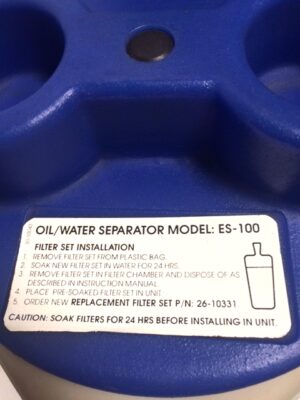 OIL/WATER SEPARATOR MODEL: ES-100
FILTER SET INSTALLATION
1. REMOVE FILTER SET FROM PLASTIC BAG.
2. SOAK NEW FILTER SET IN WATER FOR 24 HRS.
3. REMOVE FILTER SET IN FILTER CHAMBER AND DISPOSE OF AS
DESCRIBED IN INSTRUCTION MANUAL.
4. PLACE PRE-SOAKED FILTER SET IN UNIT.
5. ORDER NEW REPLACEMENT FILTER SET P/N: 26-10331
CAUTION: SOAK FILTERS FOR 24 HRS BEFORE INSTALLING IN UNIT.